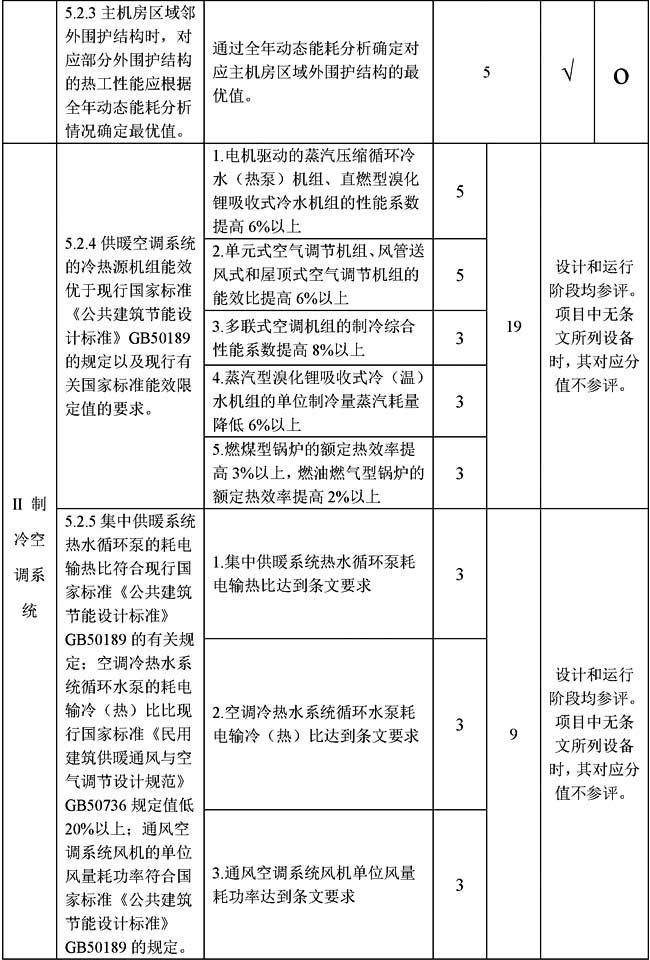 5.2.3 主机房区域邻
外围护结构时，对
应部分外围护结构
的热工性能应根据
全年动态能耗分析
情况确定最优值。
通过全年动态能耗分析确定对
应主机房区域外围护结构的最
优值。
5
√
O
II 制
冷空
调系
统
5.2.4 供暖空调系统
的冷热源机组能效
优于现行国家标准
《公共建筑节能设
计标准》GB50189
的规定以及现行有
关国家标准能效限
定值的要求。
1.电机驱动的蒸汽压缩循环冷
水（热泵）机组、直燃型溴化
锂吸收式冷水机组的性能系数
提高 6%以上
5
2.单元式空气调节机组、风管送
风式和屋顶式空气调节机组的
能效比提高 6%以上
5
3.多联式空调机组的制冷综合
性能系数提高 8%以上
3
4.蒸汽型溴化锂吸收式冷（温）
水机组的单位制冷量蒸汽耗量
降低 6%以上
3
5.燃煤型锅炉的额定热效率提
高 3%以上，燃油燃气型锅炉的
额定热效率提高 2%以上
3
19
设计和运行
阶段均参评。
项目中无条
文所列设备
时，其对应分
值不参评。
5.2.5 集中供暖系统
热水循环泵的耗电
输热比符合现行国
家标准《公共建筑
节能设计标准》
GB50189 的有关规
定；空调冷热水系
统循环水泵的耗电
输冷（热）比比现
行国家标准《民用
建筑供暖通风与空
气调节设计规范》
GB50736 规定值低
20%以上；通风空
调系统风机的单位
风量耗功率符合国
家标准《公共建筑
节能设计标准》
GB50189 的规定。
1.集中供暖系统热水循环泵耗
电输热比达到条文要求
3
2.空调冷热水系统循环水泵耗
电输冷（热）比达到条文要求
3
3.通风空调系统风机单位风量
耗功率达到条文要求
3
9
设计和运行
阶段均参评。
项目中无条
文所列设备
时，其对应分
值不参评。